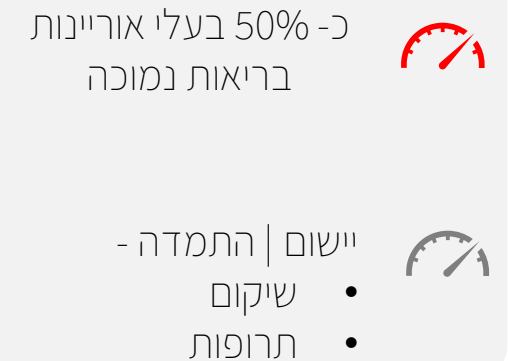 כ- 50% בעלי אוריינות
בריאות נמוכה
יישום | התמדה -
• שיקום
• תרופות